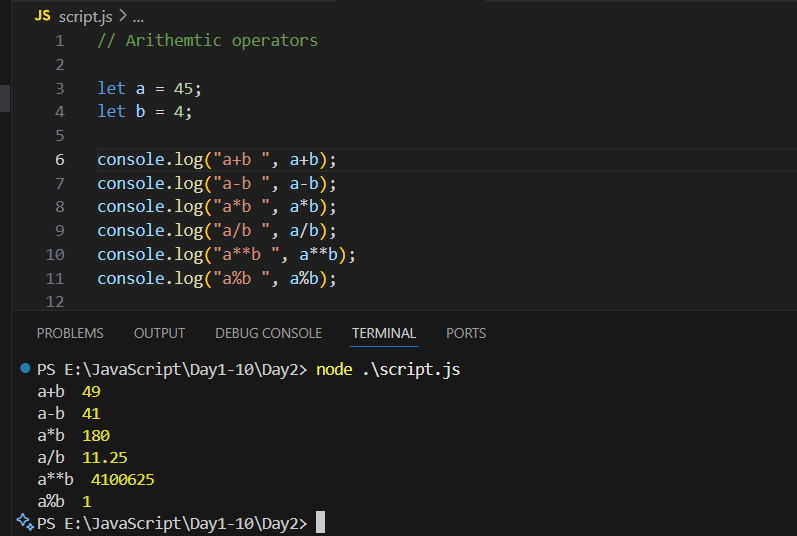 JS script.js > ...
1 // Arithemtic operators
2
3 let a = 45;
4 let b = 4;
5
6 console.log("a+b ", a+b);
7 console.log("a-b ", a-b);
8 console.log("a*b ", a*b);
9 console.log("a/b ", a/b);
10 console.log("a**b ", a**b);
11 console.log("a%b ", a%b);
12
PROBLEMS OUTPUT DEBUG CONSOLE TERMINAL PORTS
PS E:\JavaScript\Day1-10\Day2> node .\script.js
a+b  49
a-b  41
a*b  180
a/b  11.25
a**b  4100625
a%b  1
PS E:\JavaScript\Day1-10\Day2>